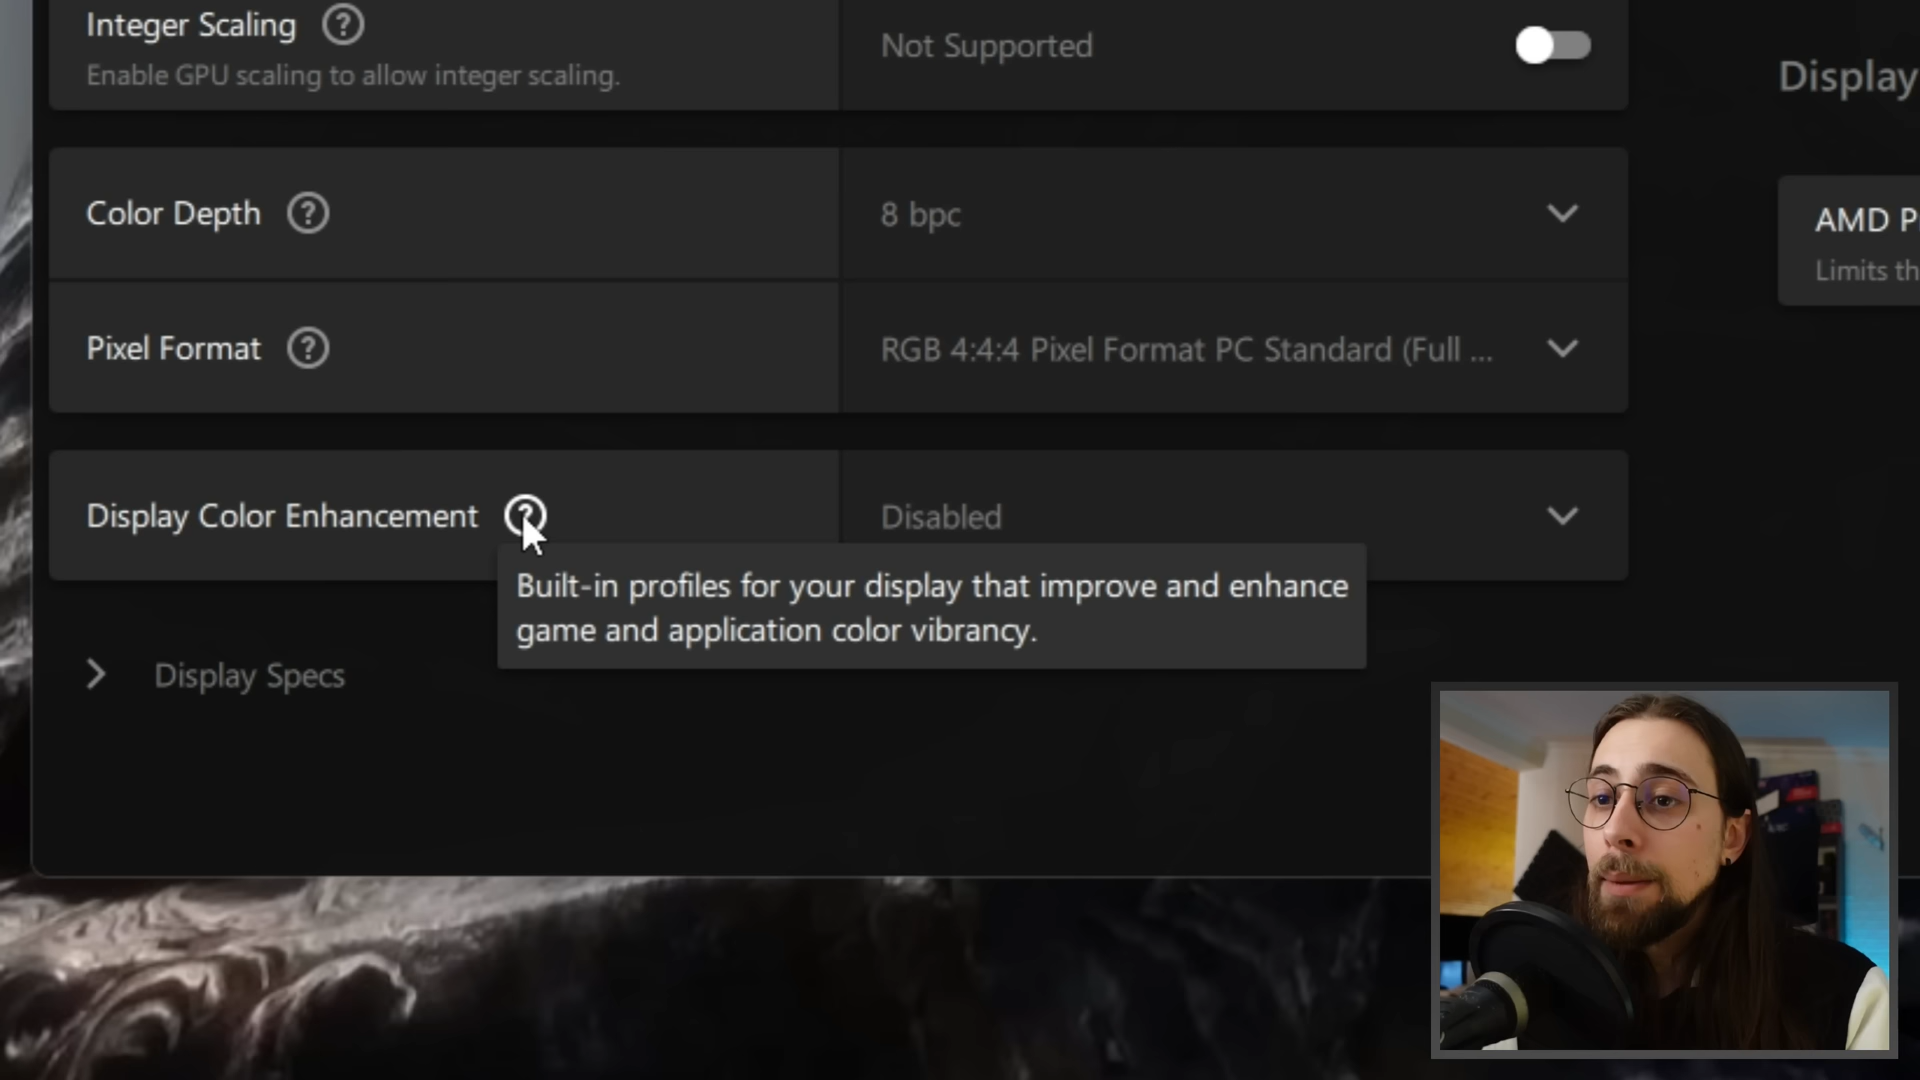 Integer Scaling
Enable GPU scaling to allow integer scaling.
Not Supported
Display
Color Depth
8 bpc
AMD P
Limits th
Pixel Format
RGB 4:4:4 Pixel Format PC Standard (Full ...
Display Color Enhancement
Disabled
Built-in profiles for your display that improve and enhance
game and application color vibrancy.
Display Specs